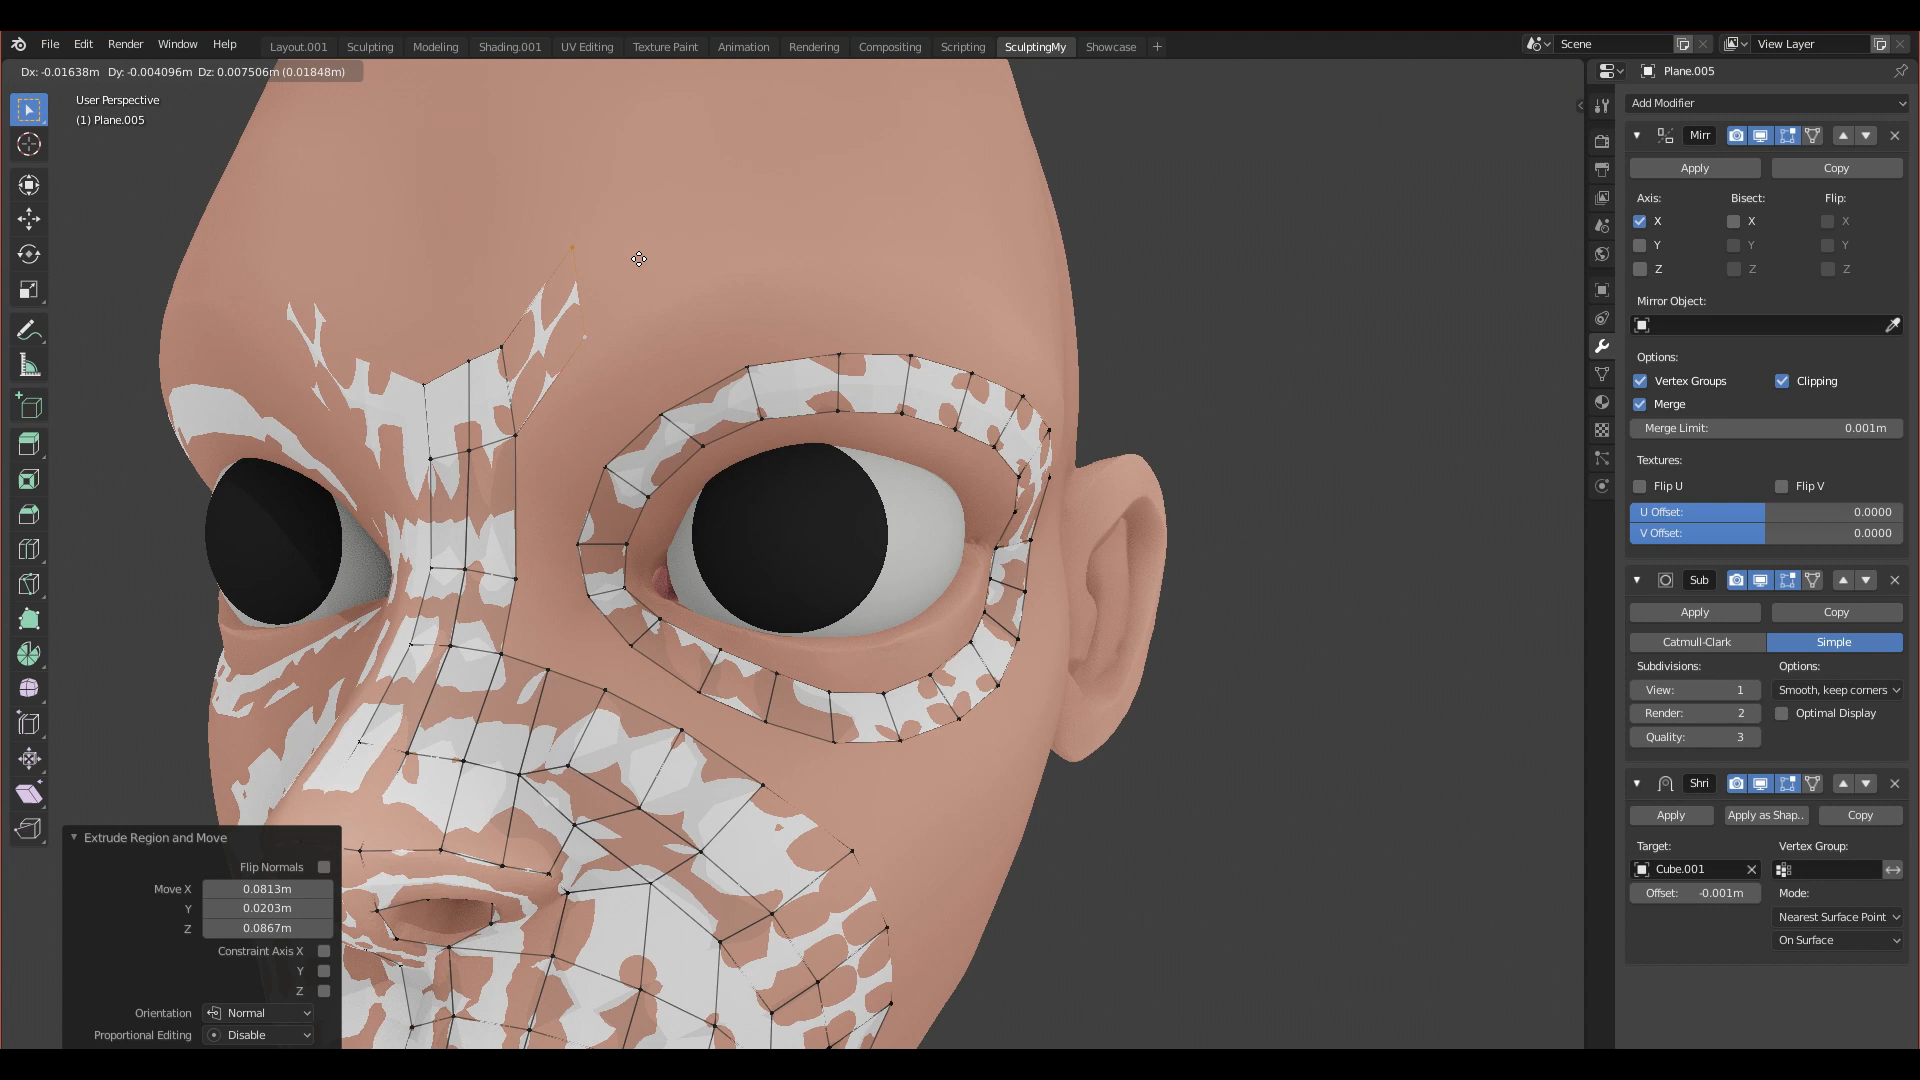 File Edit Render Window Help Layout.001 Sculpting Modeling Shading.001 UV Editing Texture Paint Animation Rendering Compositing Scripting SculptingMy Showcase + Scene View Layer
Dx: -0.01638m Dy: -0.004096m Dz: 0.007506m (0.01848m)
Plane.005
User Perspective
(1) Plane.005
Add Modifier
Mirr
Apply Copy
Axis: Bisect: Flip:
X X X
Y Y Y
Z Z Z
Mirror Object:
Options:
Vertex Groups Clipping
Merge
Merge Limit: 0.001m
Textures:
Flip U Flip V
U Offset: 0.0000
V Offset: 0.0000
Sub
Apply Copy
Catmull-Clark Simple
Subdivisions: Options:
View: 1 Smooth, keep corners
Render: 2 Optimal Display
Quality: 3
Shri
Apply Apply as Shap.. Copy
Target: Vertex Group:
Cube.001
Offset: -0.001m Mode:
Nearest Surface Point
On Surface
Extrude Region and Move
Flip Normals
Move X 0.0813m
Y 0.0203m
Z 0.0867m
Constraint Axis X
Y
Z
Orientation Normal
Proportional Editing Disable